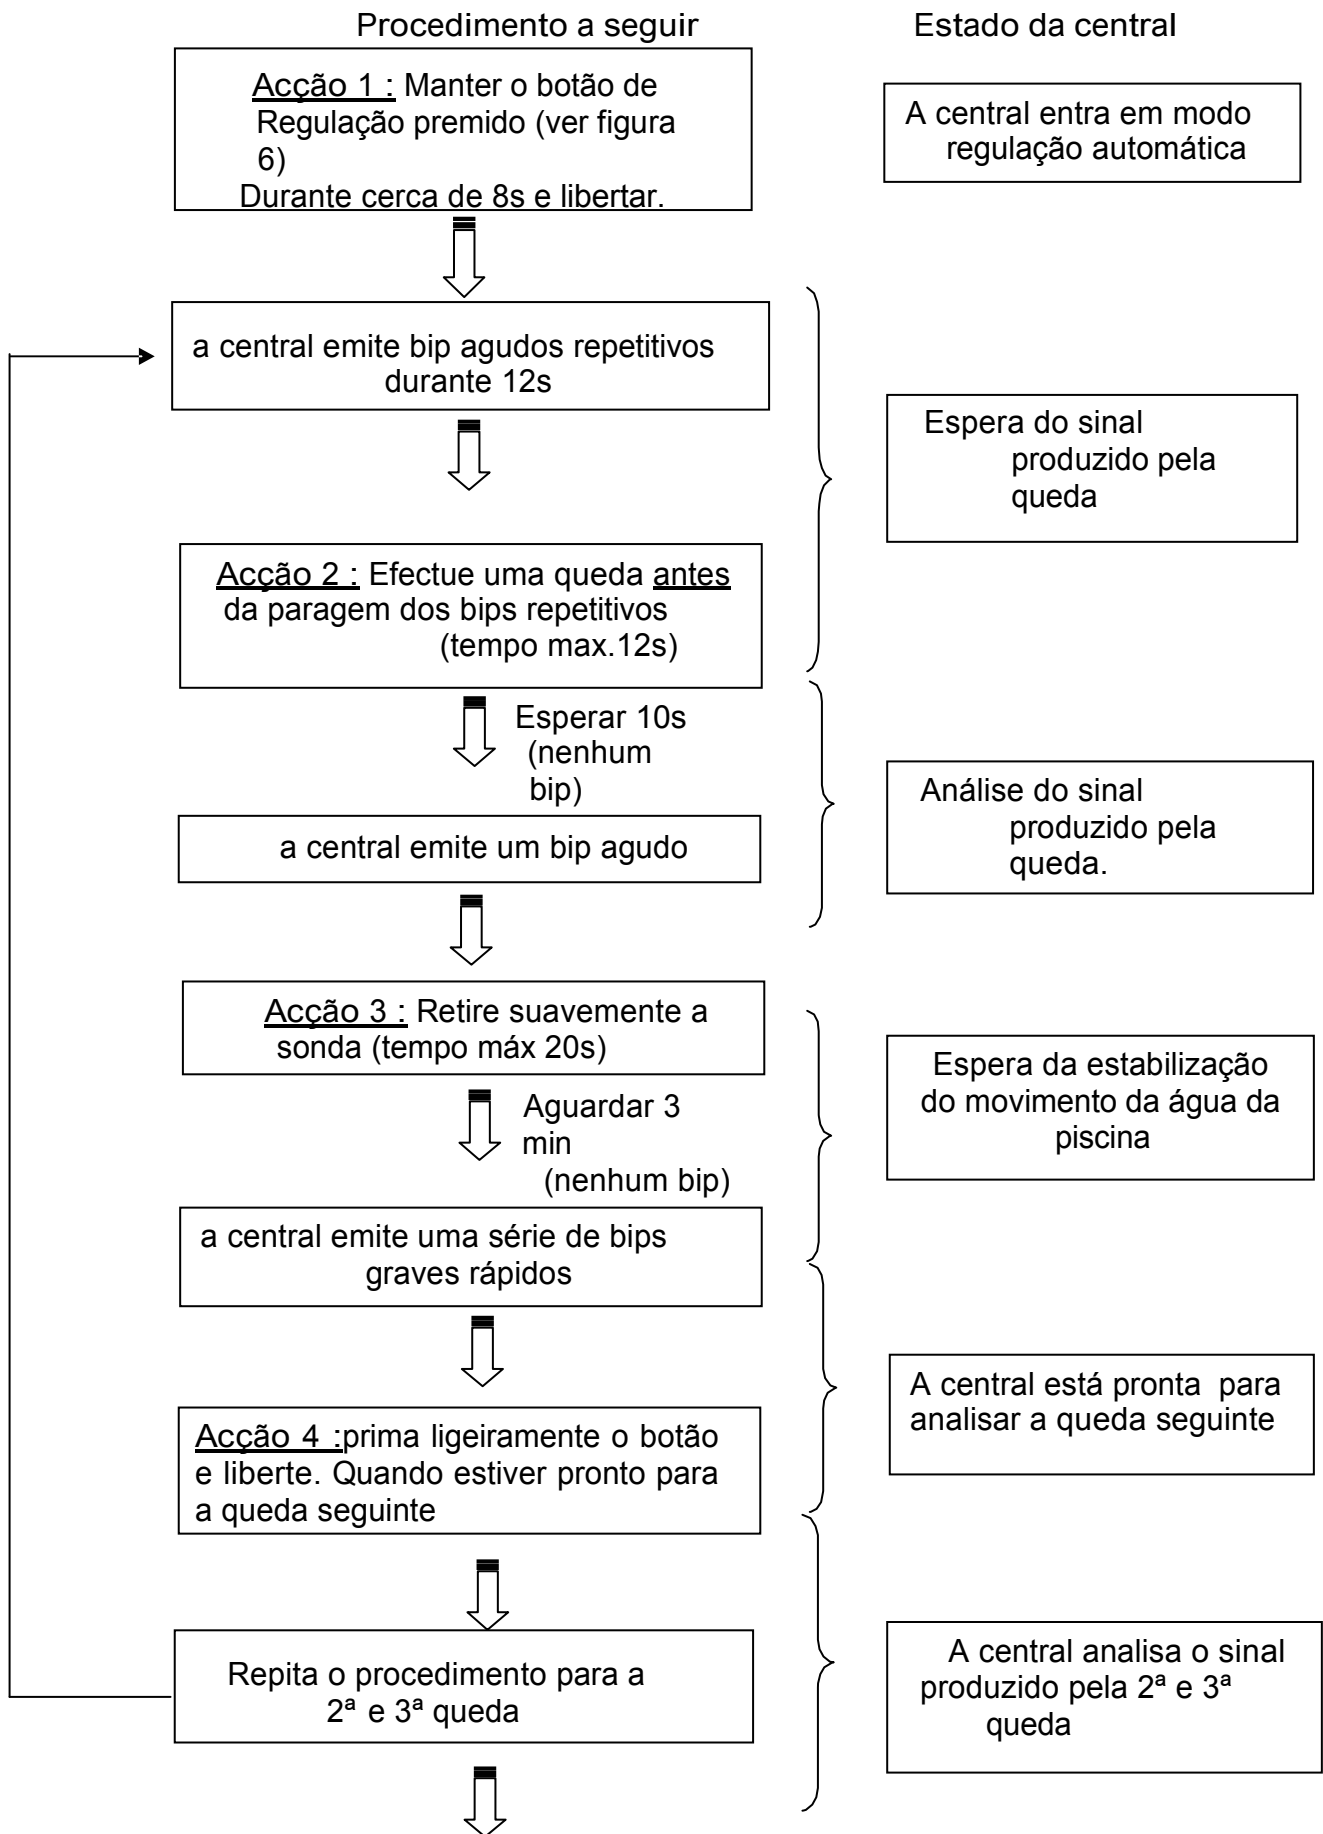 Procedimento a seguir
Estado da central
Acção 1 : Manter o botão de
Regulação premido (ver figura
6)
Durante cerca de 8s e libertar.
A central entra em modo
regulação automática
a central emite bip agudos repetitivos
durante 12s
Espera do sinal
produzido pela
queda
Acção 2 : Efectue uma queda antes
da paragem dos bips repetitivos
(tempo max.12s)
Esperar 10s
(nenhum
bip)
Análise do sinal
produzido pela
queda.
a central emite um bip agudo
Acção 3 : Retire suavemente a
sonda (tempo máx 20s)
Espera da estabilização
do movimento da água da
piscina
Aguardar 3
min
(nenhum bip)
a central emite uma série de bips
graves rápidos
A central está pronta para
analisar a queda seguinte
Acção 4 :prima ligeiramente o botão
e liberte. Quando estiver pronto para
a queda seguinte
Repita o procedimento para a
2ª e 3ª queda
A central analisa o sinal
produzido pela 2ª e 3ª
queda